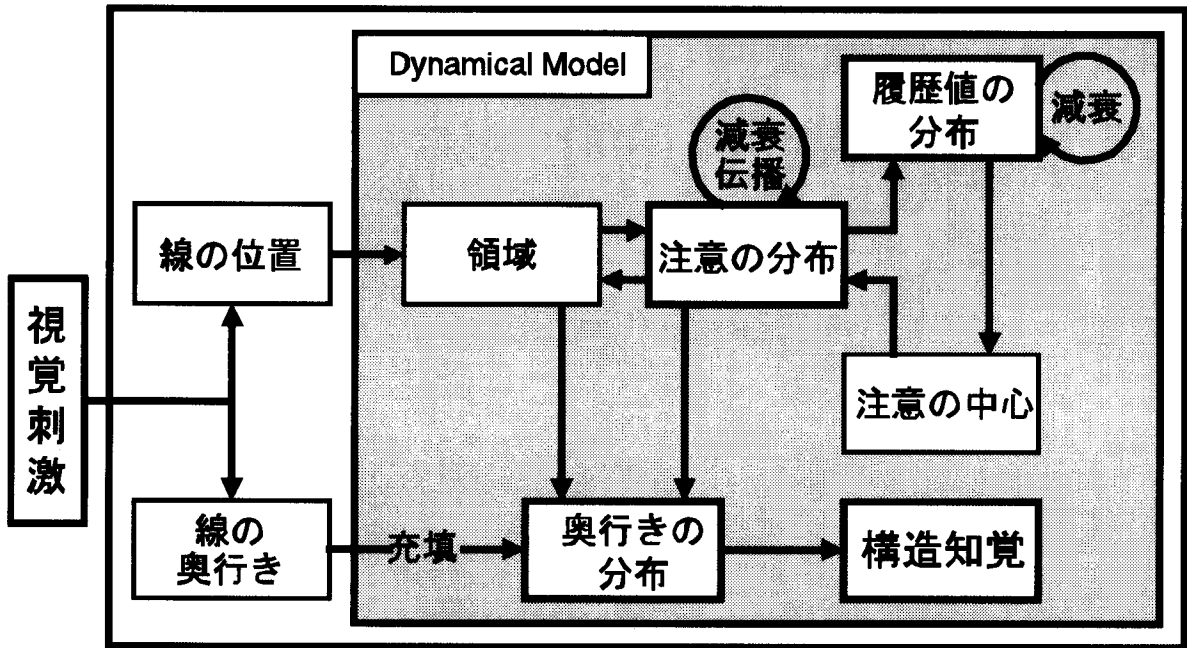 Dynamical Model
履歴値の
分布
減衰
減衰
伝播
線の位置
領域
注意の分布
視覚刺激
注意の中心
線の
奥行き
充填
奥行きの
分布
構造知覚